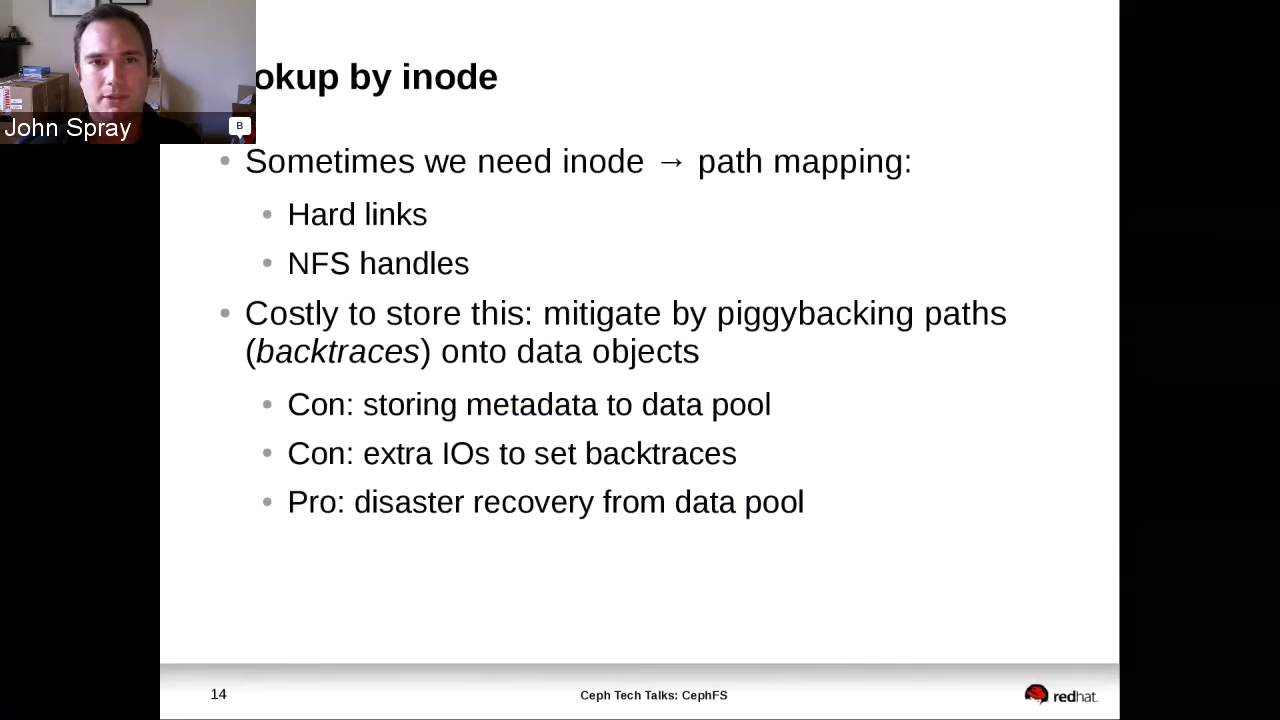 ookup by inode
John Spray
B
• Sometimes we need inode → path mapping:
• Hard links
• NFS handles
• Costly to store this: mitigate by piggybacking paths
(backtraces) onto data objects
• Con: storing metadata to data pool
• Con: extra IOs to set backtraces
• Pro: disaster recovery from data pool
14
Ceph Tech Talks: CephFS
redhat.